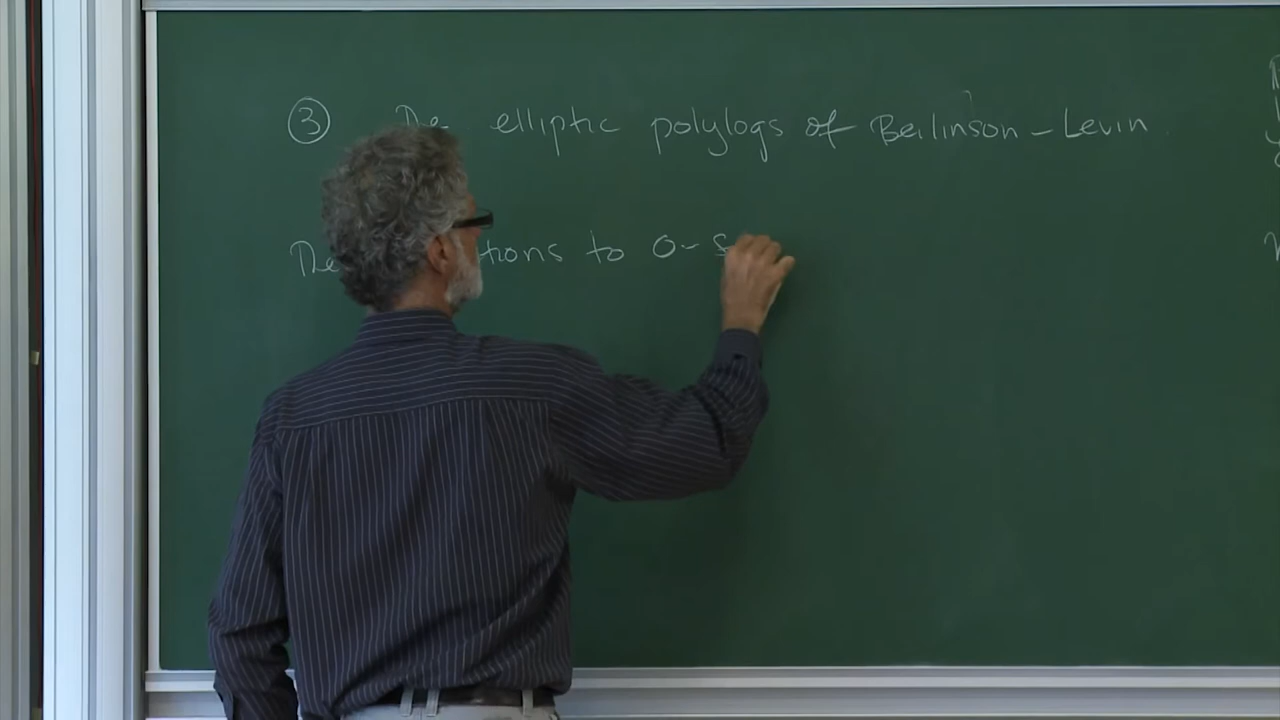 ③ The elliptic polylogs of Beilinson - Levin
tions to 0-